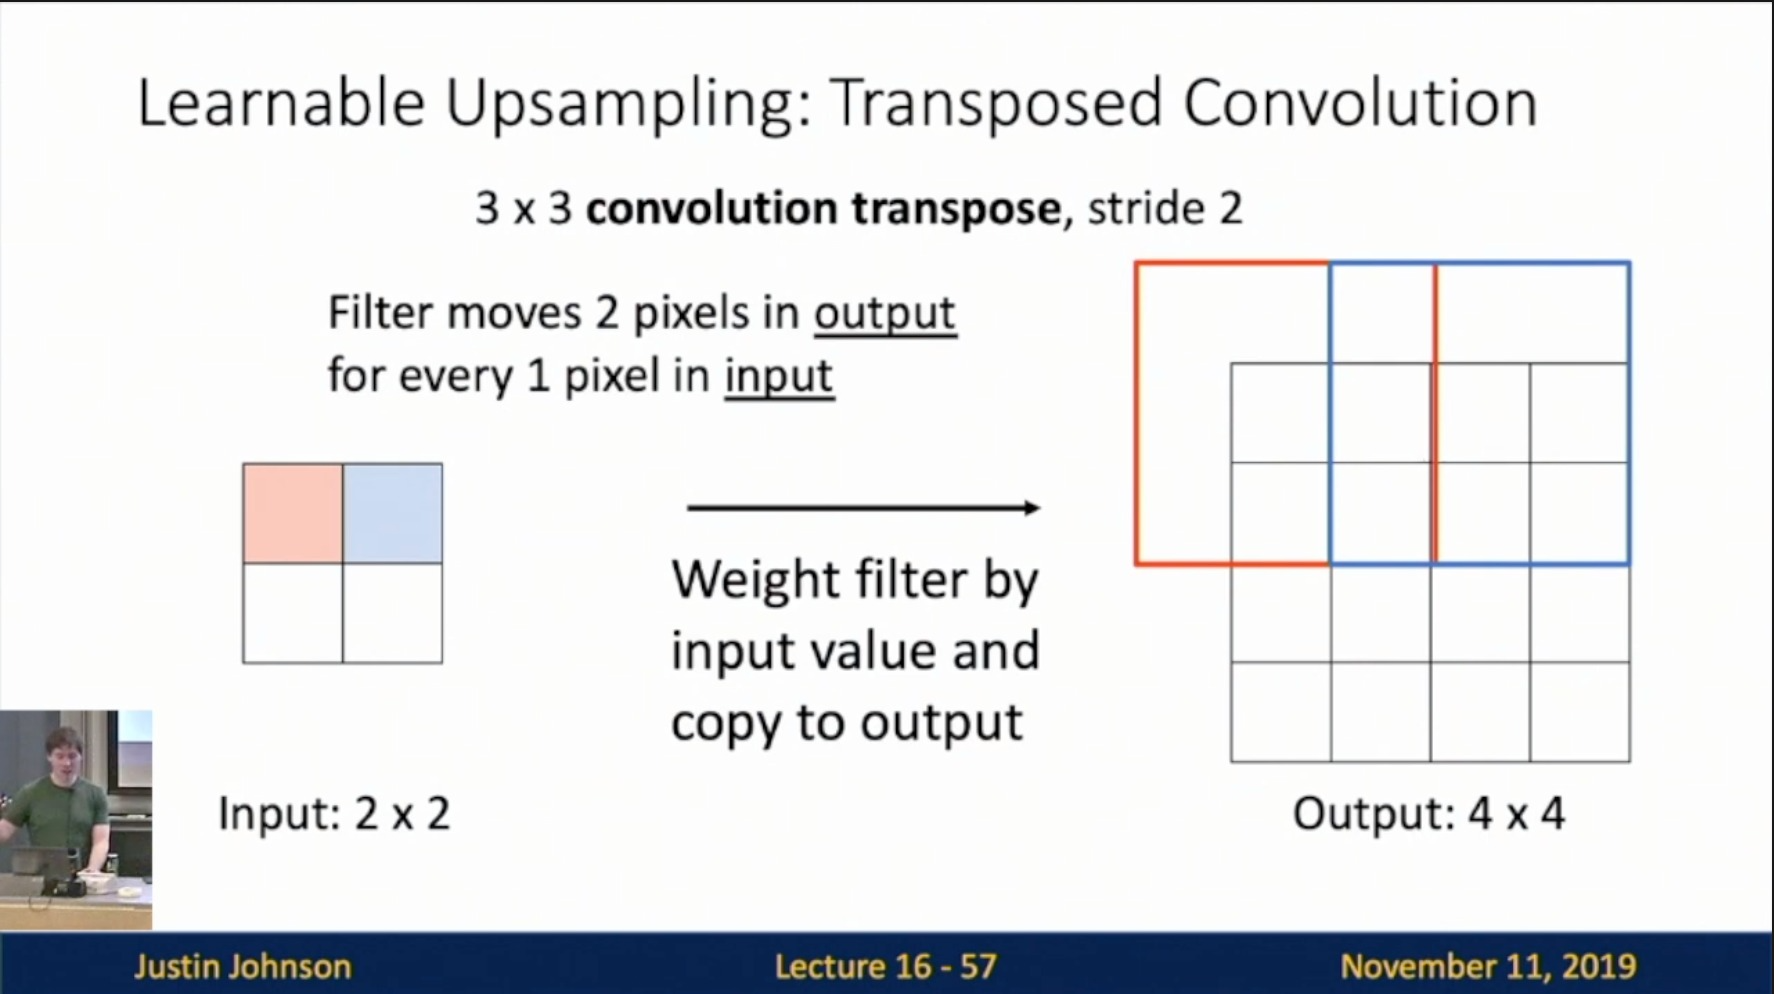 Learnable Upsampling: Transposed Convolution
3 x 3 convolution transpose, stride 2
Filter moves 2 pixels in output
for every 1 pixel in input
Weight filter by
input value and
copy to output
Input: 2 x 2
Output: 4 x 4
Justin Johnson
Lecture 16 - 57
November 11, 2019